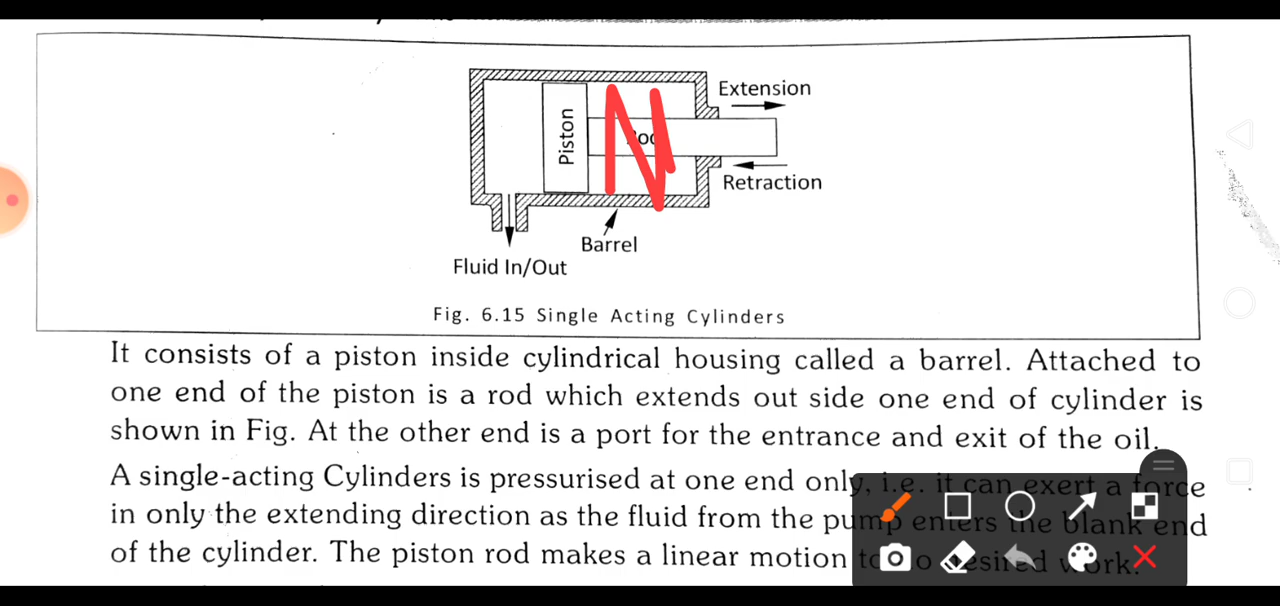 Extension
Piston
Retraction
Barrel
Fluid In/Out
Fig. 6.15 Single Acting Cylinders
It consists of a piston inside cylindrical housing called a barrel. Attached to
one end of the piston is a rod which extends out side one end of cylinder is
shown in Fig. At the other end is a port for the entrance and exit of the oil.
A single-acting Cylinders is pressurised at one end only, i.e. it can exert a force
in only the extending direction as the fluid from the pump enters the blank end
of the cylinder. The piston rod makes a linear motion to do desired work.